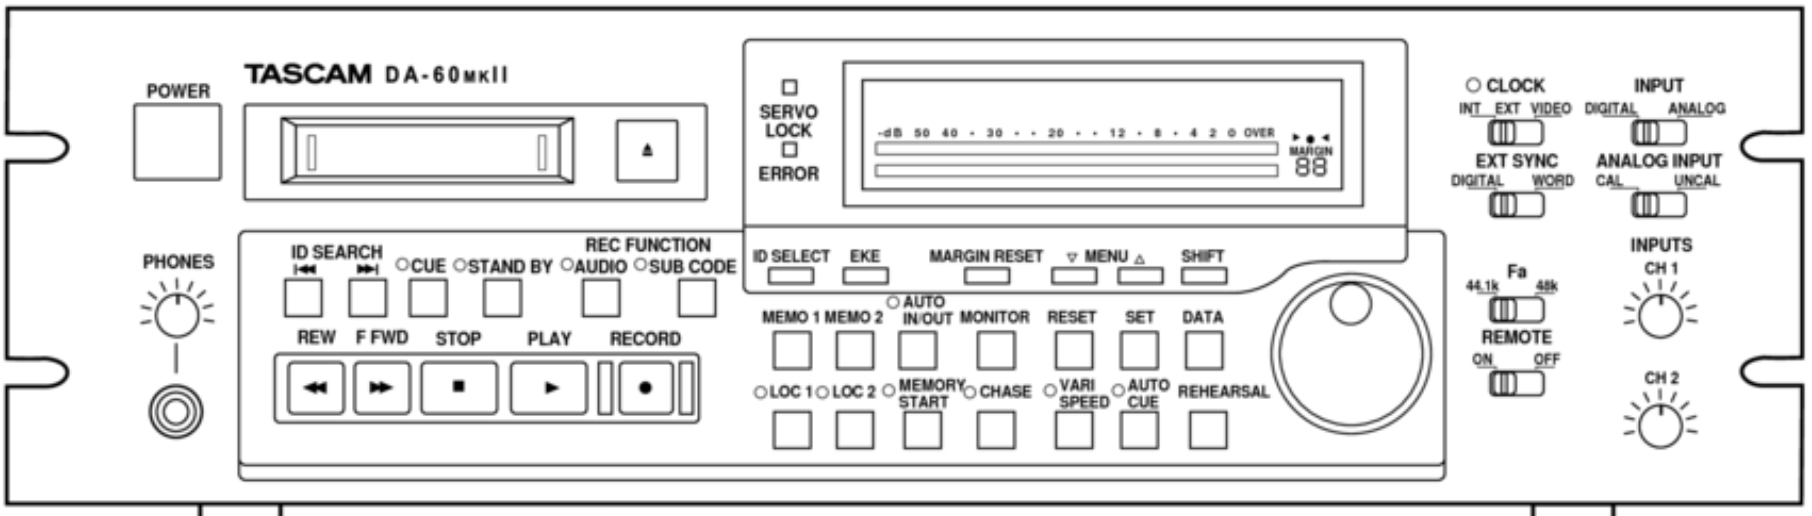 TASCAM DA-60MKII
POWER
PHONES
SERVO
LOCK
ERROR
-dB 50 40 · 30 · · 20 · · 12 · 8 · 4 2 0 OVER
MARGIN
88
CLOCK
INT EXT VIDEO
INPUT
DIGITAL ANALOG
EXT SYNC
DIGITAL WORD
ANALOG INPUT
CAL UNCAL
ID SEARCH
CUE
STAND BY
REC FUNCTION
AUDIO
SUB CODE
ID SELECT
EKE
MARGIN RESET
MENU
SHIFT
REW
F FWD
STOP
PLAY
RECORD
MEMO 1
MEMO 2
AUTO
IN/OUT
MONITOR
RESET
SET
DATA
LOC 1
LOC 2
MEMORY
START
CHASE
VARI
SPEED
AUTO
CUE
REHEARSAL
Fa
44.1k 48k
REMOTE
ON OFF
INPUTS
CH 1
CH 2